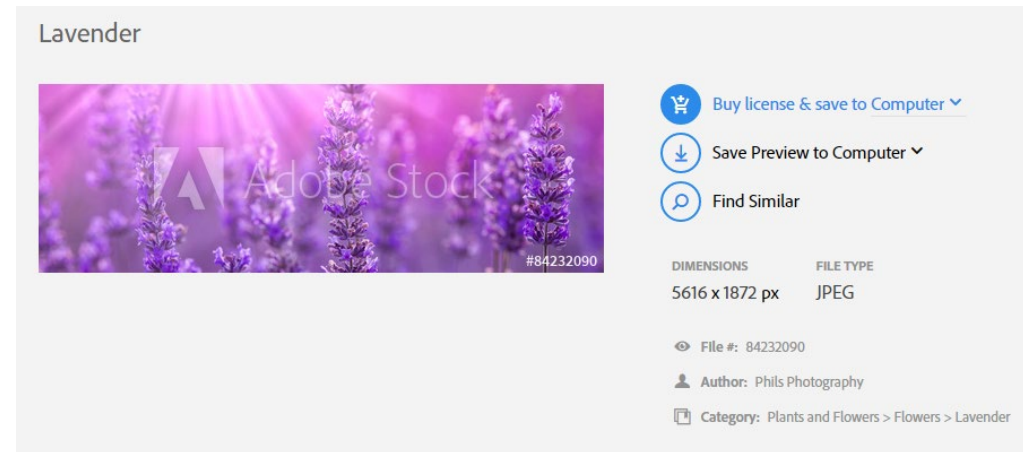 Lavender
Adobe Stock
#84232090
Buy license & save to Computer
Save Preview to Computer
Find Similar
DIMENSIONS FILE TYPE
5616 x 1872 px JPEG
File #: 84232090
Author: Phils Photography
Category: Plants and Flowers > Flowers > Lavender